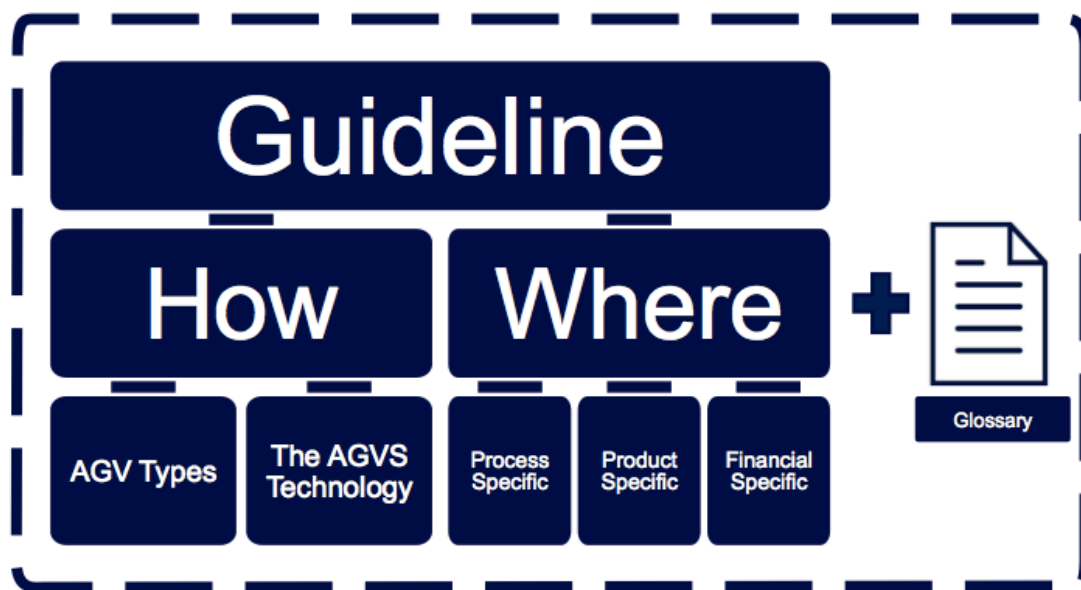 Guideline
How
Where
AGV Types
The AGVS
Technology
Process
Specific
Product
Specific
Financial
Specific
Glossary